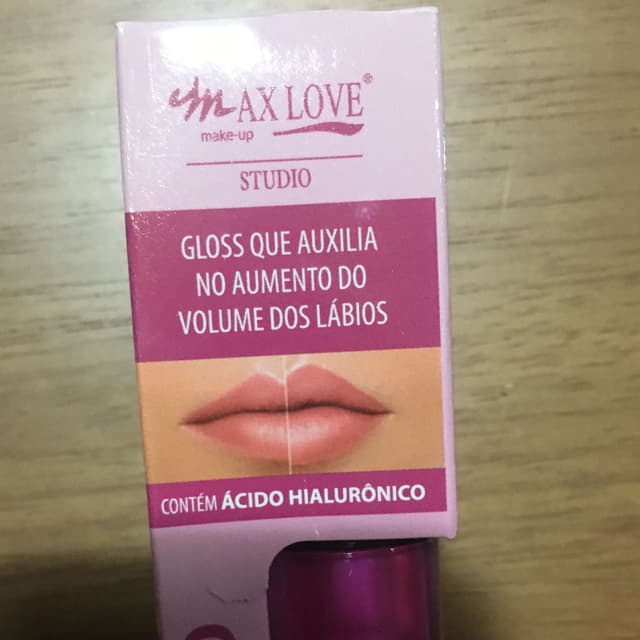 MAX LOVE®
make-up
STUDIO
GLOSS QUE AUXILIA
NO AUMENTO DO
VOLUME DOS LÁBIOS
CONTÉM ÁCIDO HIALURÔNICO